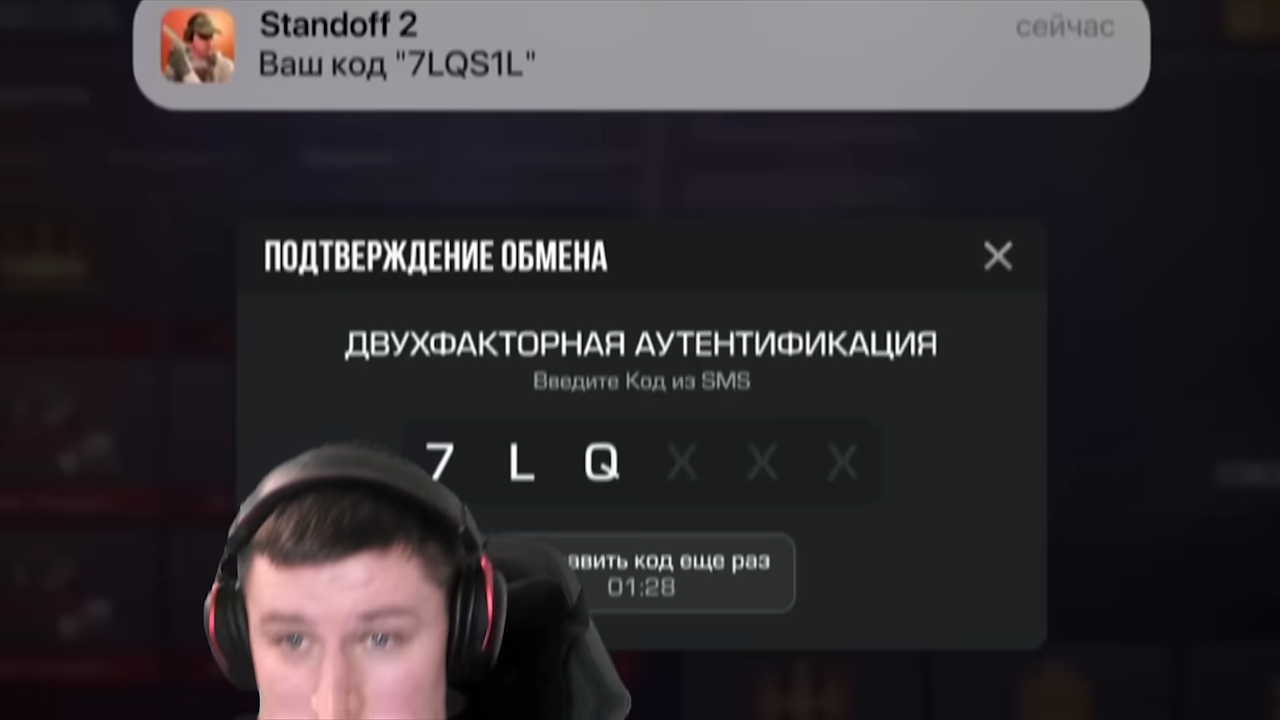 Standoff 2
сейчас
Ваш код "7LQS1L"
ПОДТВЕРЖДЕНИЕ ОБМЕНА
ДВУХФАКТОРНАЯ АУТЕНТИФИКАЦИЯ
Введите Код из SMS
7 L Q X X X
код еще раз
01:28